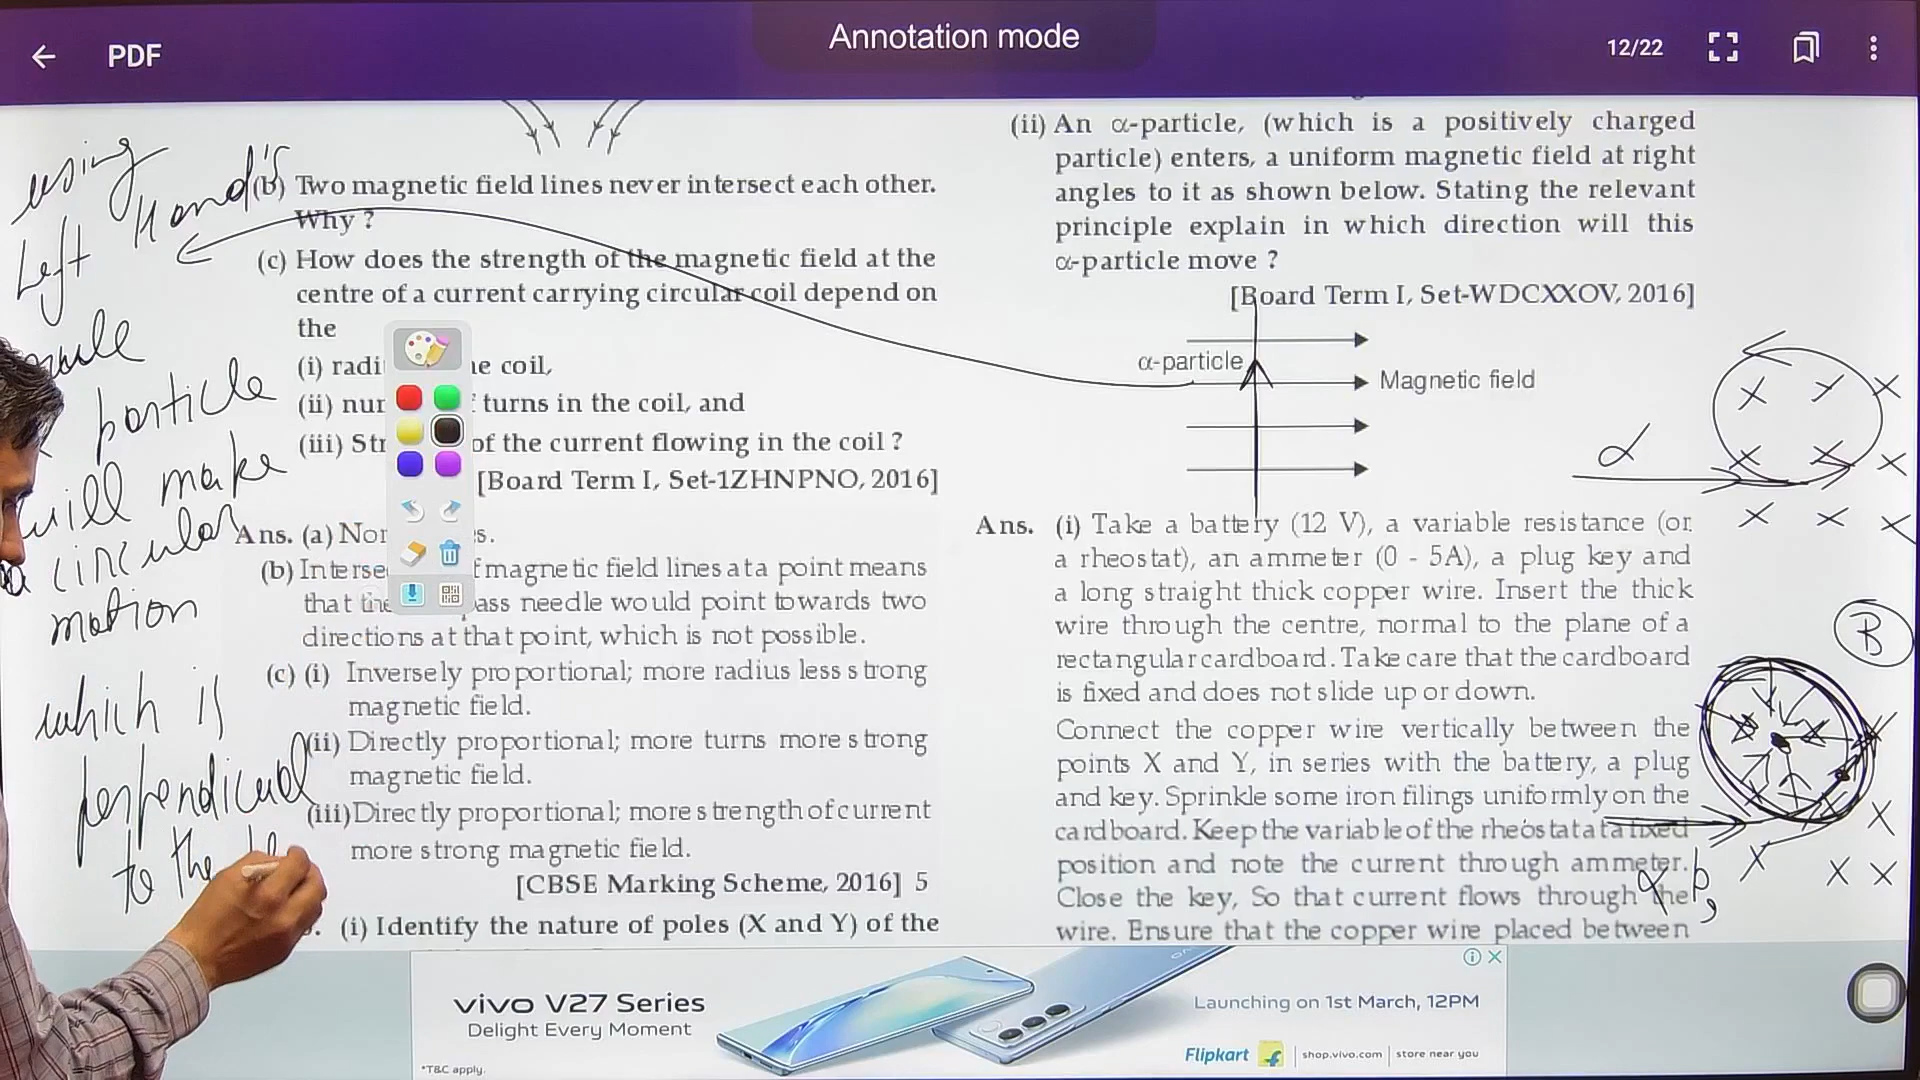 PDF
Annotation mode
12/22
using
Left Hand's
rule
particle
will make
a circular
motion
which is
perpendicual
to the
(b) Two magnetic field lines never intersect each other.
Why ?
(c) How does the strength of the magnetic field at the
centre of a current carrying circular coil depend on
the
(i) radi he coil,
(ii) nur f turns in the coil, and
(iii) Str of the current flowing in the coil ?
[Board Term I, Set-1ZHNPNO, 2016]
Ans. (a) Nor s.
(b) Interse f magnetic field lines at a point means
that the ass needle would point towards two
directions at that point, which is not possible.
(c) (i) Inversely proportional; more radius less strong
magnetic field.
(ii) Directly proportional; more turns more strong
magnetic field.
(iii) Directly proportional; more strength of current
more strong magnetic field.
[CBSE Marking Scheme, 2016] 5
. (i) Identify the nature of poles (X and Y) of the
(ii) An α-particle, (which is a positively charged
particle) enters, a uniform magnetic field at right
angles to it as shown below. Stating the relevant
principle explain in which direction will this
α-particle move ?
[Board Term I, Set-WDCXXOV, 2016]
α-particle
Magnetic field
α
X X X
X X X
X X X
Ans. (i) Take a battery (12 V), a variable resistance (or
a rheostat), an ammeter (0 - 5A), a plug key and
a long straight thick copper wire. Insert the thick
wire through the centre, normal to the plane of a
rectangular cardboard. Take care that the cardboard
is fixed and does not slide up or down.
Connect the copper wire vertically between the
points X and Y, in series with the battery, a plug
and key. Sprinkle some iron filings uniformly on the
cardboard. Keep the variable of the rheostat at a fixed
position and note the current through ammeter.
Close the key, So that current flows through the
wire. Ensure that the copper wire placed between
B
X
X X X
α p,
vivo V27 Series
Delight Every Moment
*T&C apply.
Launching on 1st March, 12PM
Flipkart
shop.vivo.com
store near you